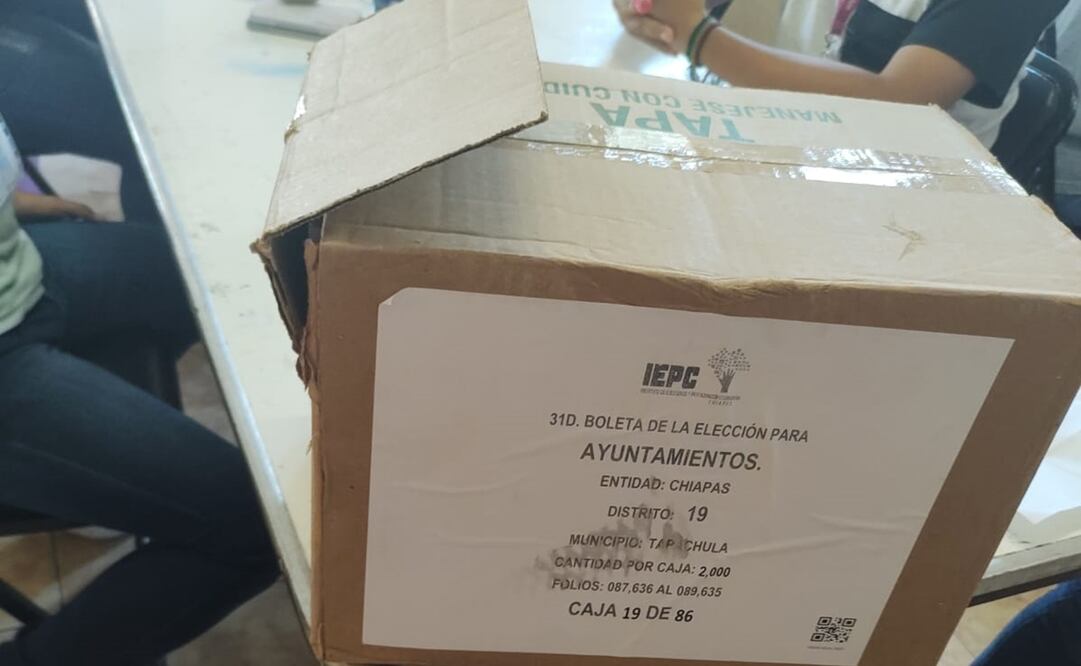 TAPA
MANEJESE CON CUID
IEPC
CHIAPAS
31D. BOLETA DE LA ELECCIÓN PARA
AYUNTAMIENTOS.
ENTIDAD: CHIAPAS
DISTRITO: 19
MUNICIPIO: TAPACHULA
CANTIDAD POR CAJA: 2,000
FOLIOS: 087,636 AL 089,635
CAJA 19 DE 86